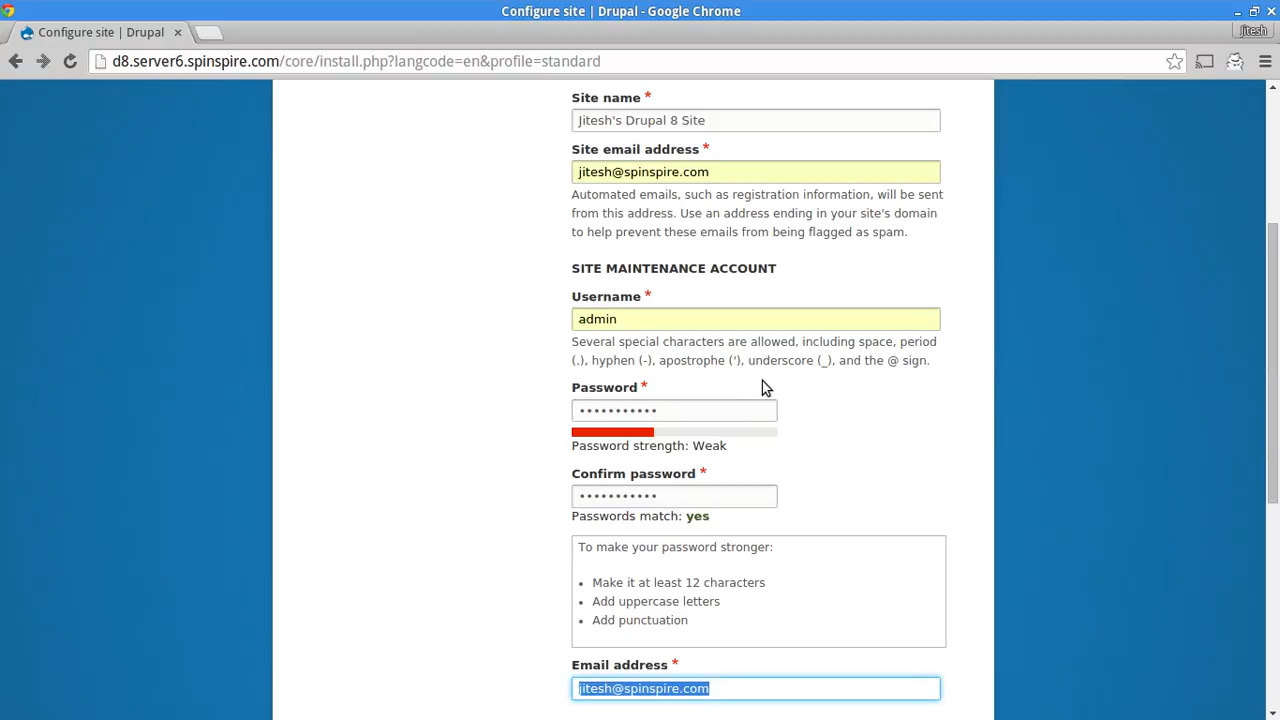 Configure site | Drupal - Google Chrome
Configure site | Drupal
Jitesh
d8.server6.spinspire.com/core/install.php?langcode=en&profile=standard
Site name *
Jitesh's Drupal 8 Site
Site email address *
jitesh@spinspire.com
Automated emails, such as registration information, will be sent
from this address. Use an address ending in your site's domain
to help prevent these emails from being flagged as spam.
SITE MAINTENANCE ACCOUNT
Username *
admin
Several special characters are allowed, including space, period
(.), hyphen (-), apostrophe ('), underscore (_), and the @ sign.
Password *
•••••••••••
Password strength: Weak
Confirm password *
•••••••••••
Passwords match: yes
To make your password stronger:
• Make it at least 12 characters
• Add uppercase letters
• Add punctuation
Email address *
jitesh@spinspire.com